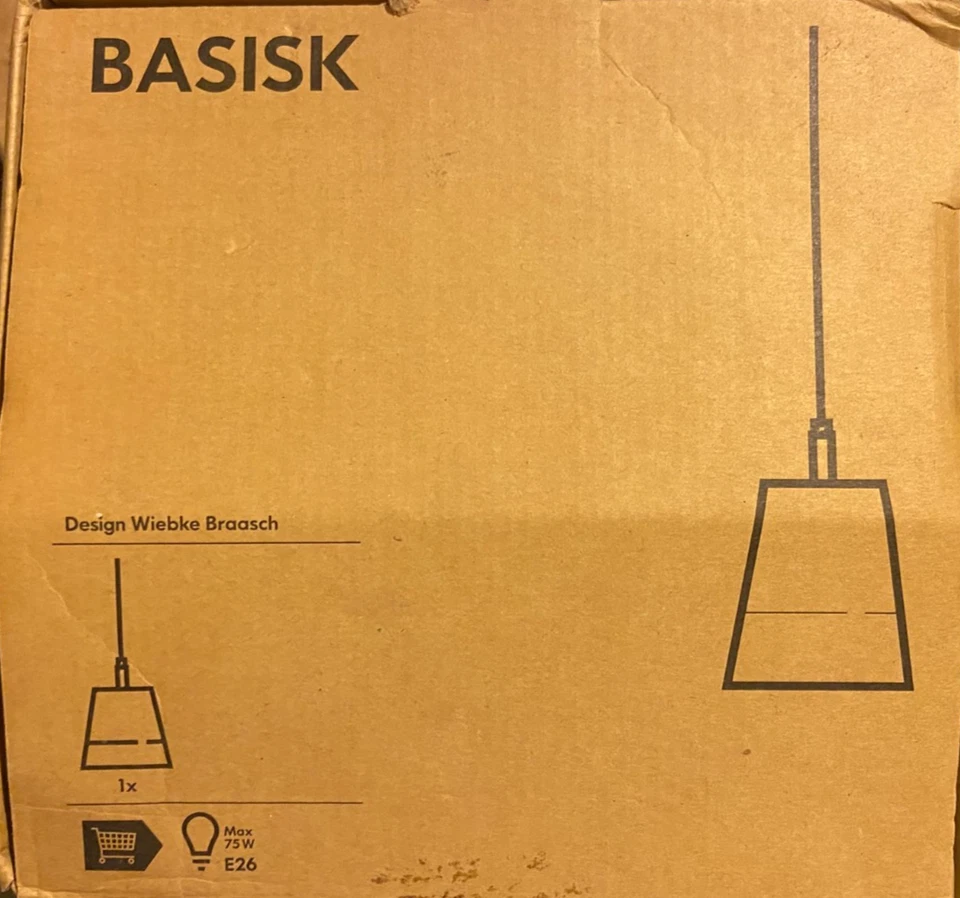 BASISK
Design Wiebke Braasch
1x
Max
75W
E26